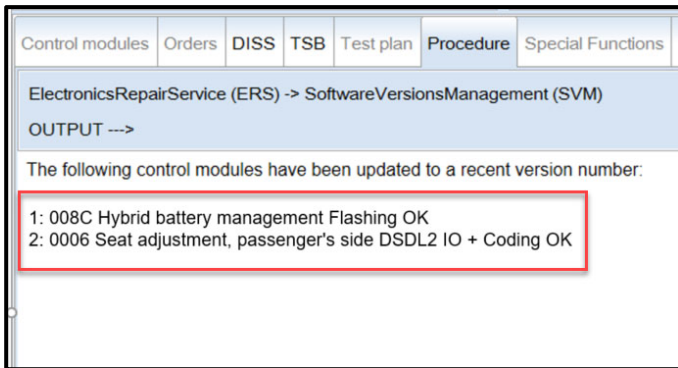 Control modules Orders DISS TSB Test plan Procedure Special Functions
ElectronicsRepairService (ERS) -> SoftwareVersionsManagement (SVM)
OUTPUT --->
The following control modules have been updated to a recent version number:
1: 008C Hybrid battery management Flashing OK
2: 0006 Seat adjustment, passenger's side DSDL2 IO + Coding OK